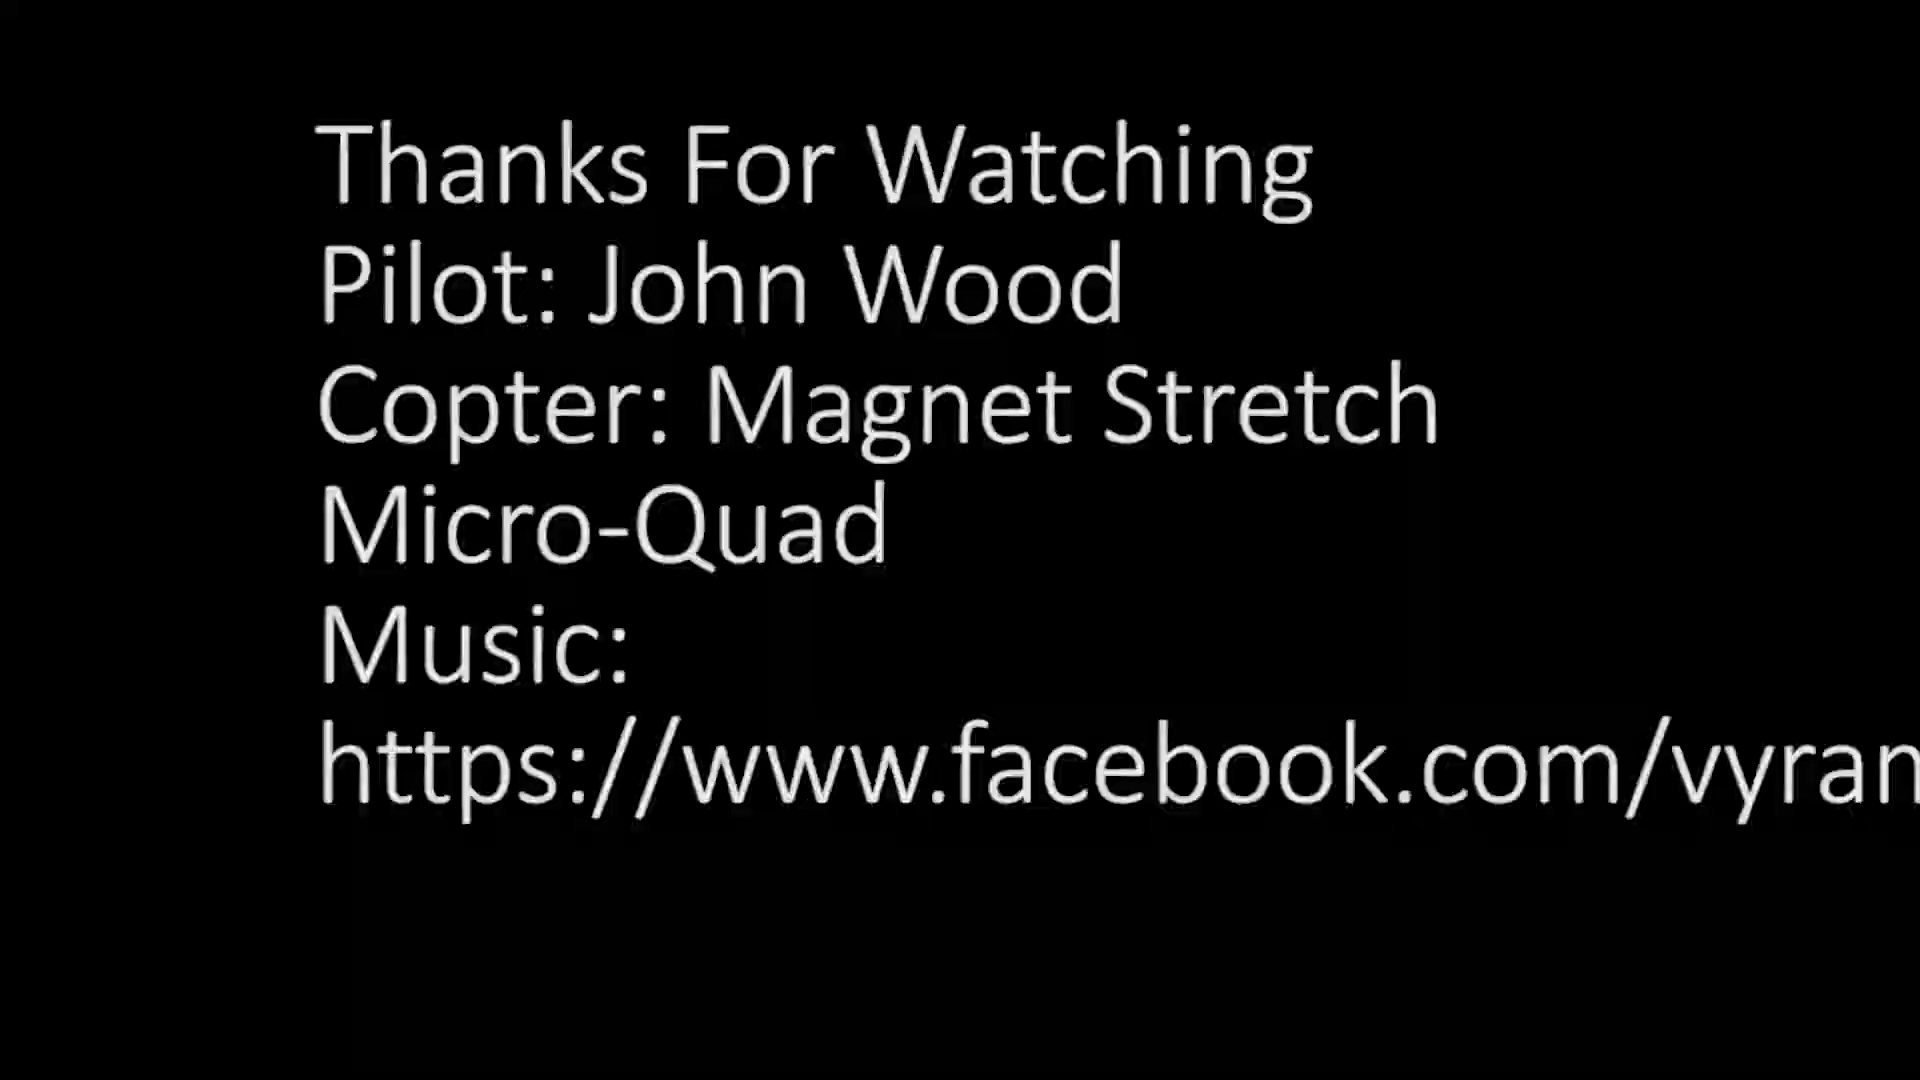 Thanks For Watching
Pilot: John Wood
Copter: Magnet Stretch
Micro-Quad
Music:
https://www.facebook.com/vyran